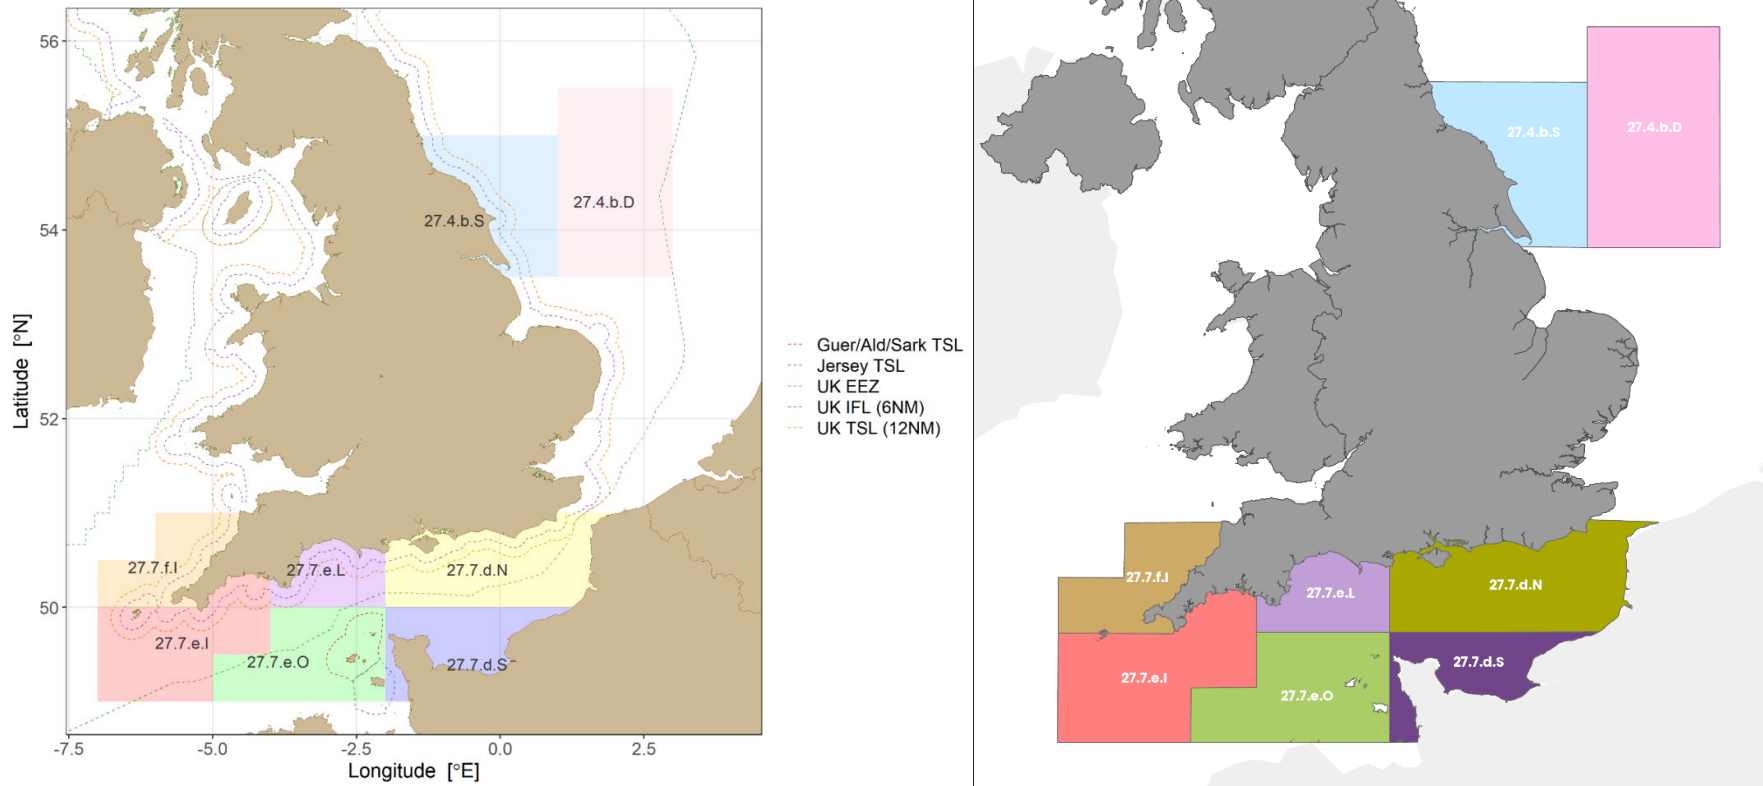 56
54
52
50
Latitude [°N]
-7.5
-5.0
-2.5
0.0
2.5
Longitude [°E]
27.4.b.S
27.4.b.D
27.7.f.I
27.7.e.L
27.7.d.N
27.7.e.I
27.7.e.O
27.7.d.S
Guer/Ald/Sark TSL
Jersey TSL
UK EEZ
UK IFL (6NM)
UK TSL (12NM)
27.4.b.S
27.4.b.D
27.7.f.I
27.7.e.L
27.7.d.N
27.7.e.I
27.7.e.O
27.7.d.S